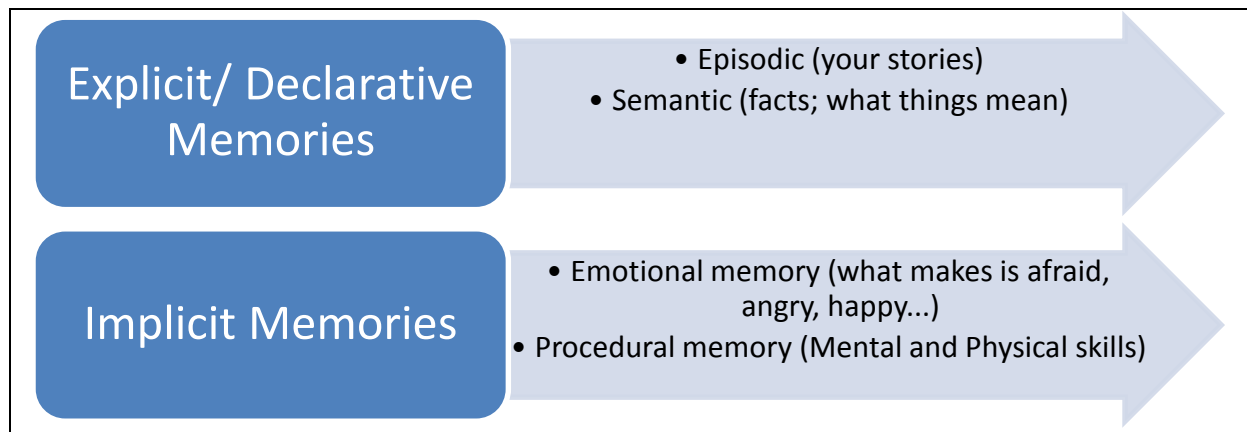 Explicit/ Declarative
Memories
• Episodic (your stories)
• Semantic (facts; what things mean)
Implicit Memories
• Emotional memory (what makes is afraid,
angry, happy...)
• Procedural memory (Mental and Physical skills)